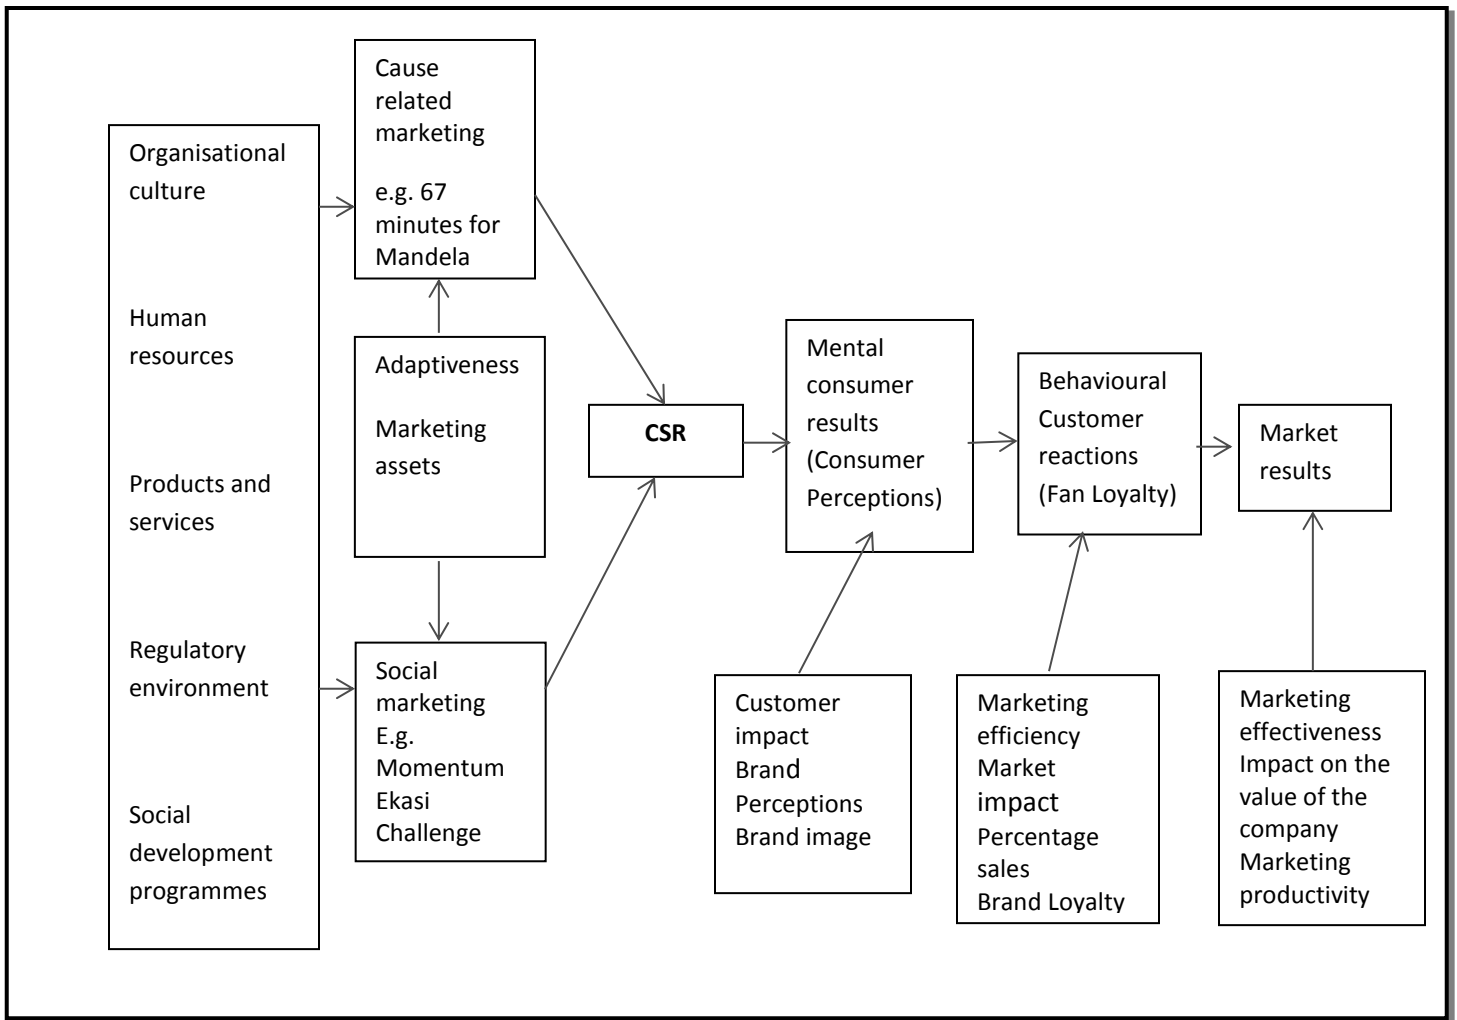 Organisational
culture
Human
resources
Products and
services
Regulatory
environment
Social
development
programmes
Cause
related
marketing
e.g. 67
minutes for
Mandela
Adaptiveness
Marketing
assets
Social
marketing
E.g.
Momentum
Ekasi
Challenge
CSR
Mental
consumer
results
(Consumer
Perceptions)
Behavioural
Customer
reactions
(Fan Loyalty)
Market
results
Customer
impact
Brand
Perceptions
Brand image
Marketing
efficiency
Market
impact
Percentage
sales
Brand Loyalty
Marketing
effectiveness
Impact on the
value of the
company
Marketing
productivity